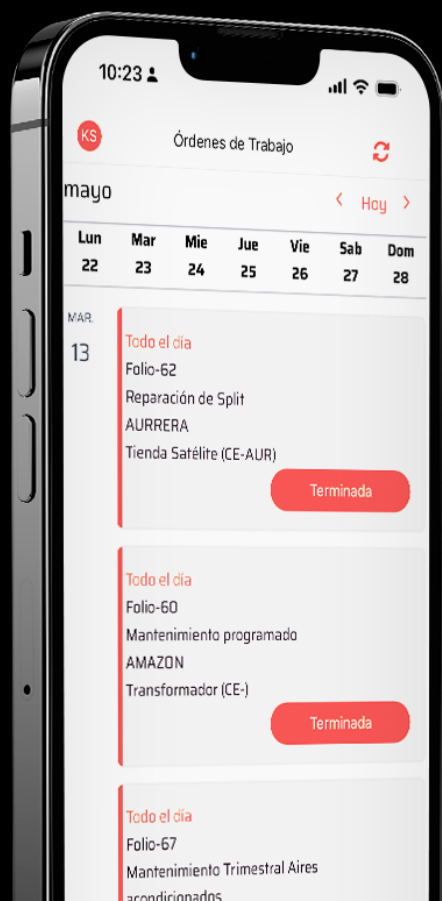 10:23
KS
Órdenes de Trabajo
mayo
< Hoy >
Lun Mar Mie Jue Vie Sab Dom
22 23 24 25 26 27 28
MAR.
13
Todo el día
Folio-62
Reparación de Split
AURRERA
Tienda Satélite (CE-AUR)
Terminada
Todo el día
Folio-60
Mantenimiento programado
AMAZON
Transformador (CE-)
Terminada
Todo el día
Folio-67
Mantenimiento Trimestral Aires
acondicionados